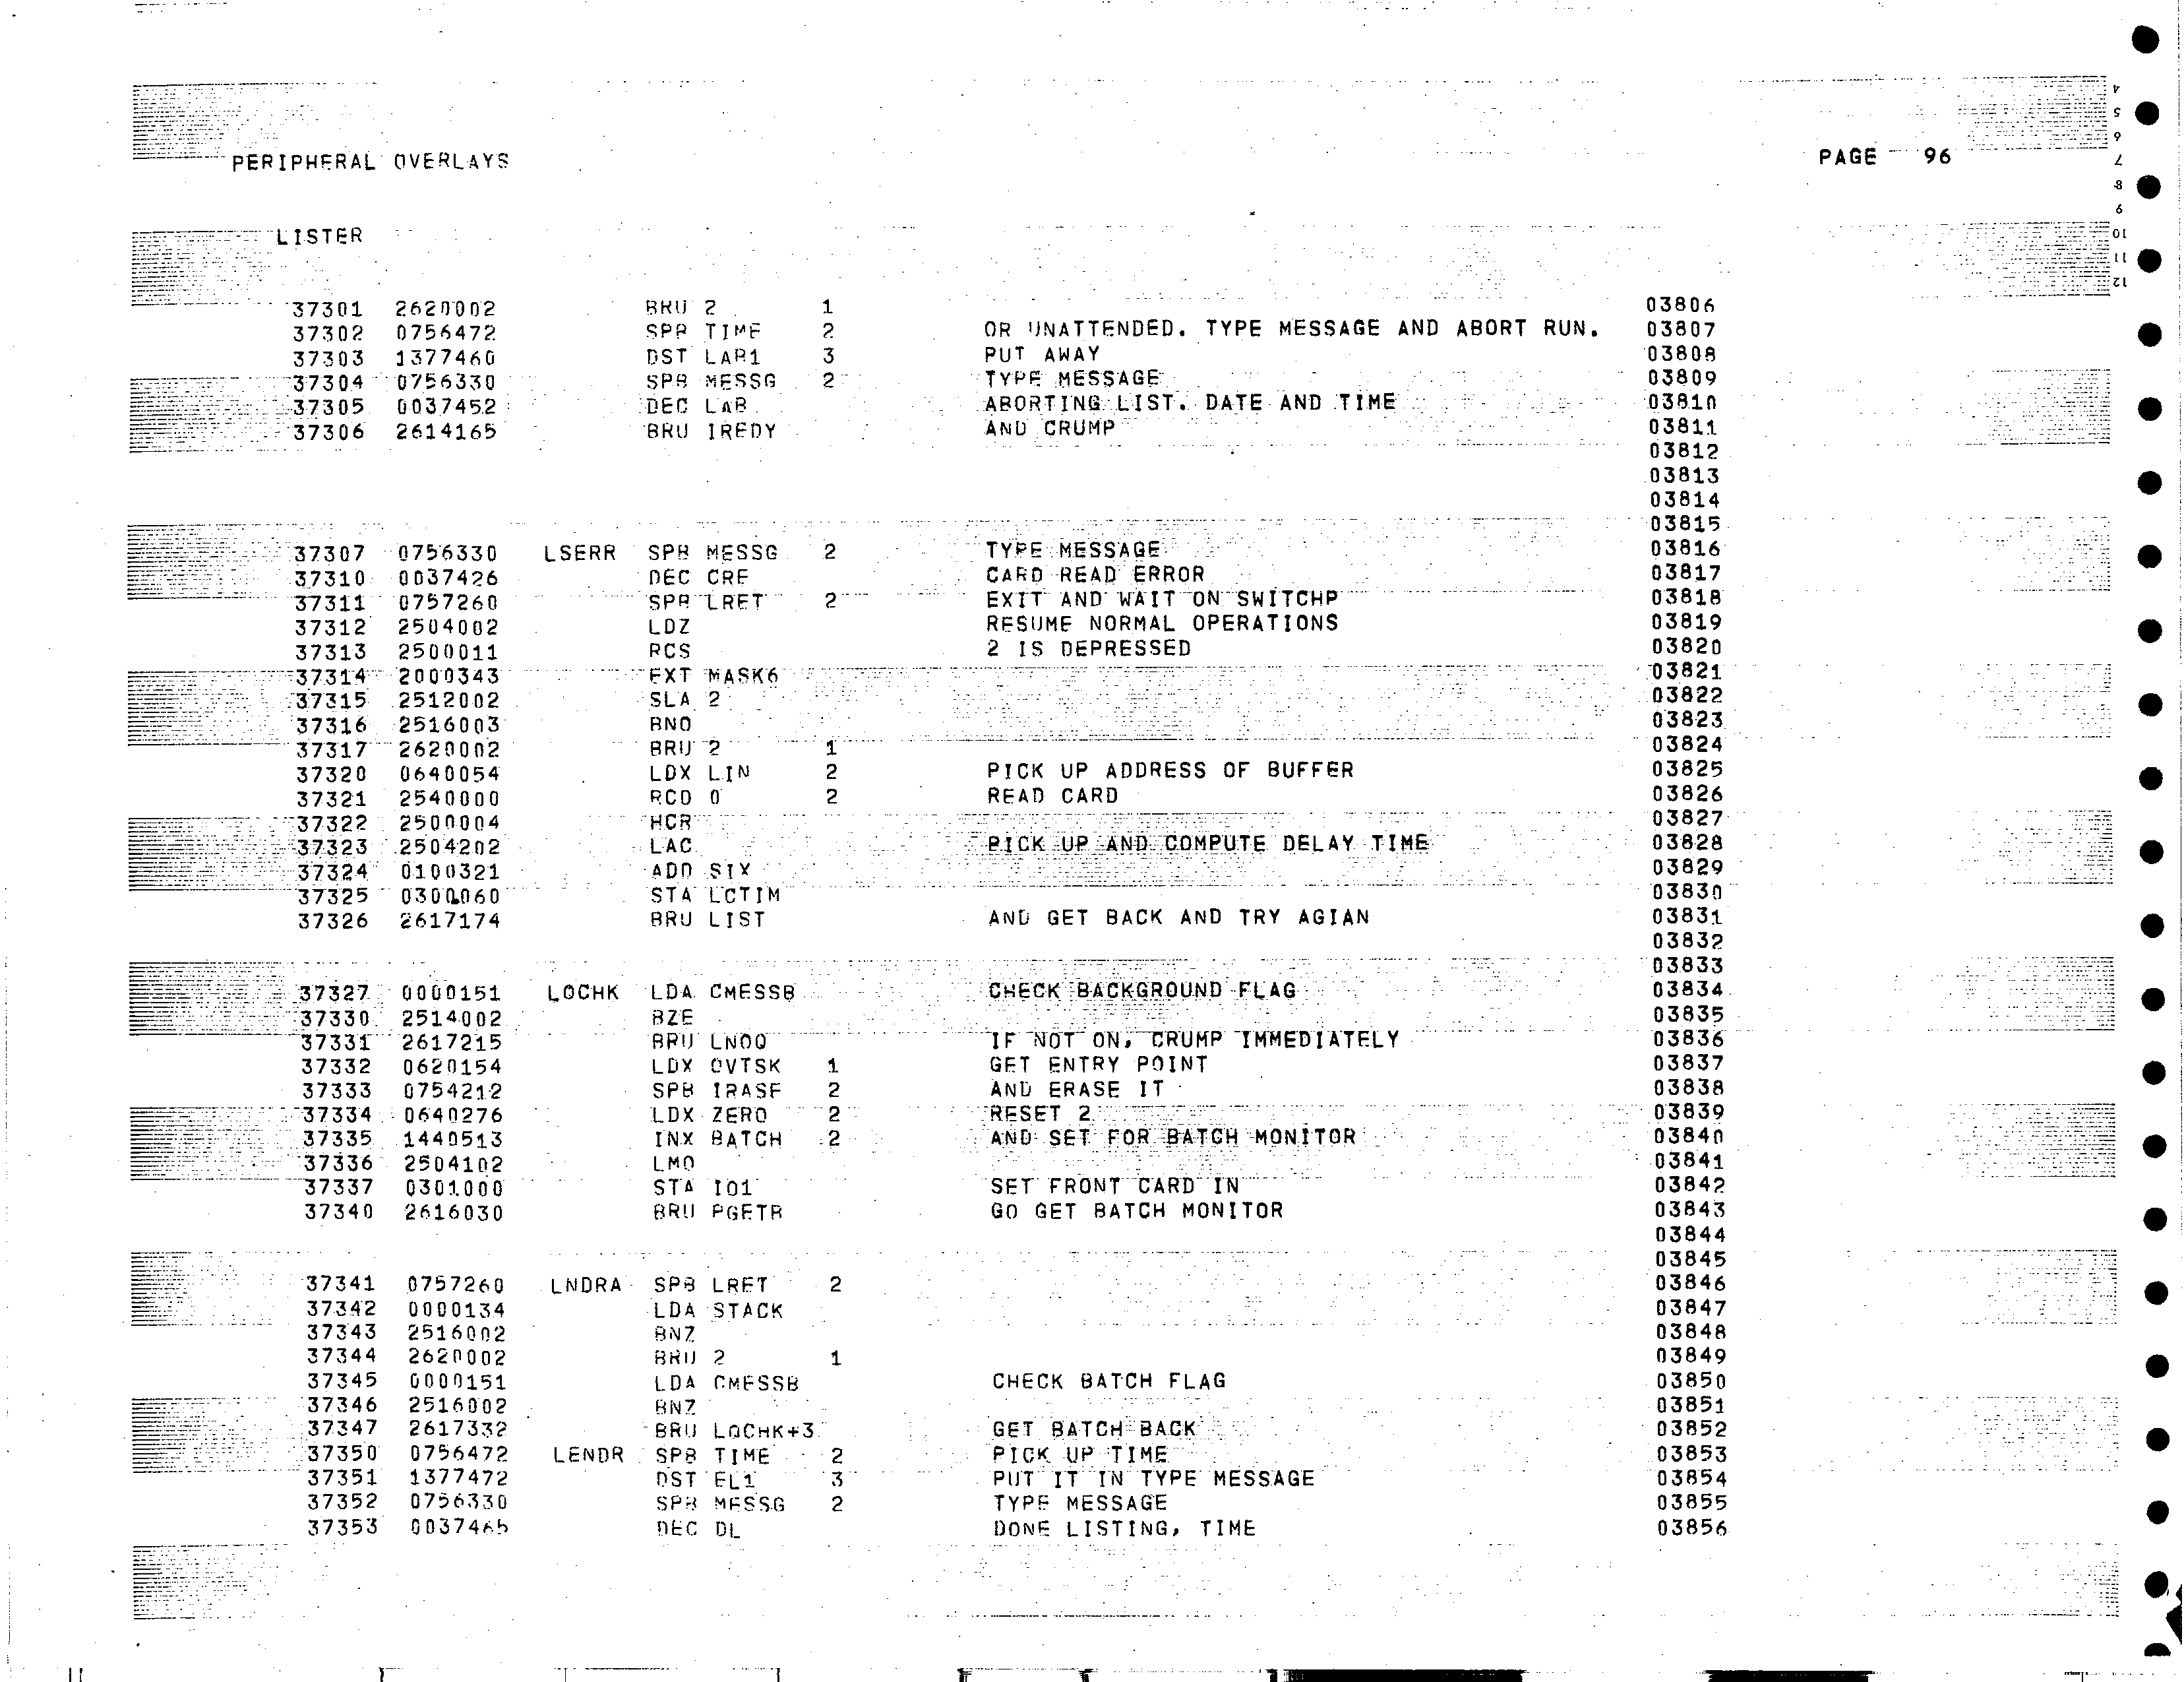 PERIPHERAL OVERLAYS PAGE 96
LISTER
37301 2620002 BRU 2 1 03806
37302 0756472 SPB TIME 2 OR UNATTENDED. TYPE MESSAGE AND ABORT RUN. 03807
37303 1377460 DST LAB1 3 PUT AWAY 03808
37304 0756330 SPB MESSG 2 TYPE MESSAGE 03809
37305 0037452 DEC LAB ABORTING LIST. DATE AND TIME 03810
37306 2614165 BRU IREDY AND CRUMP 03811
03812
03813
03814
03815
37307 0756330 LSERR SPB MESSG 2 TYPE MESSAGE 03816
37310 0037426 DEC CRE CARD READ ERROR 03817
37311 0757260 SPB LRET 2 EXIT AND WAIT ON SWITCHP 03818
37312 2504002 LDZ RESUME NORMAL OPERATIONS 03819
37313 2500011 RCS 2 IS DEPRESSED 03820
37314 2000343 EXT MASK6 03821
37315 2512002 SLA 2 03822
37316 2516003 BNO 03823
37317 2620002 BRU 2 1 03824
37320 0640054 LDX LIN 2 PICK UP ADDRESS OF BUFFER 03825
37321 2540000 RCD 0 2 READ CARD 03826
37322 2500004 HCR 03827
37323 2504202 LAC PICK UP AND COMPUTE DELAY TIME 03828
37324 0100321 ADD SIX 03829
37325 0300060 STA LCTIM 03830
37326 2617174 BRU LIST AND GET BACK AND TRY AGIAN 03831
03832
03833
37327 0000151 LOCHK LDA CMESSB CHECK BACKGROUND FLAG 03834
37330 2514002 BZE 03835
37331 2617215 BRU LNOQ IF NOT ON, CRUMP IMMEDIATELY 03836
37332 0620154 LDX OVTSK 1 GET ENTRY POINT 03837
37333 0754212 SPB IRASE 2 AND ERASE IT 03838
37334 0640276 LDX ZERO 2 RESET 2 03839
37335 1440513 INX BATCH 2 AND SET FOR BATCH MONITOR 03840
37336 2504102 LMO 03841
37337 0301000 STA IO1 SET FRONT CARD IN 03842
37340 2616030 BRU PGETB GO GET BATCH MONITOR 03843
03844
03845
37341 0757260 LNDRA SPB LRET 2 03846
37342 0000134 LDA STACK 03847
37343 2516002 BNZ 03848
37344 2620002 BRU 2 1 03849
37345 0000151 LDA CMESSB CHECK BATCH FLAG 03850
37346 2516002 BNZ 03851
37347 2617332 BRU LOCHK+3 GET BATCH BACK 03852
37350 0756472 LENDR SPB TIME 2 PICK UP TIME 03853
37351 1377472 DST EL1 3 PUT IT IN TYPE MESSAGE 03854
37352 0756330 SPB MESSG 2 TYPE MESSAGE 03855
37353 0037465 DEC DL DONE LISTING, TIME 03856
4
5
6
7
8
9
10
11
12